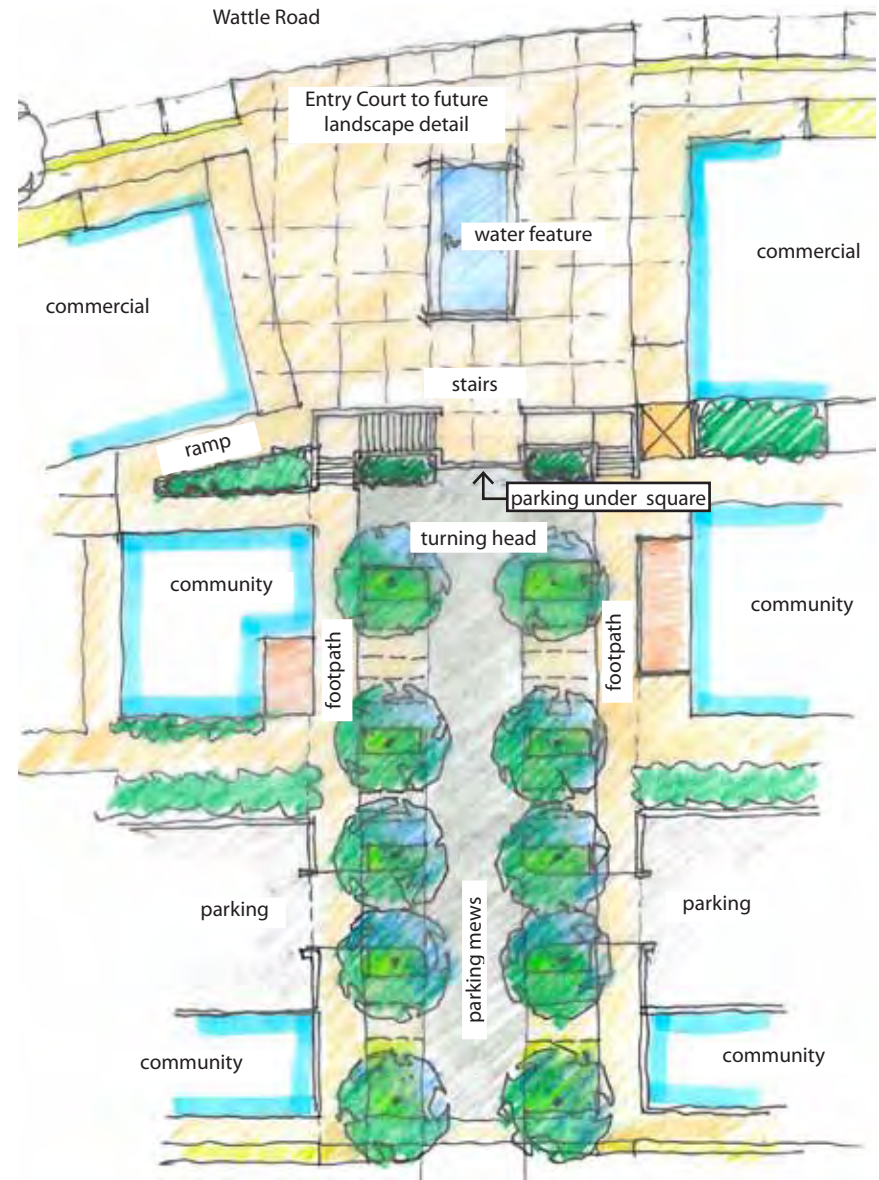 Wattle Road
Entry Court to future
landscape detail
water feature
commercial
commercial
stairs
ramp
parking under square
turning head
community
community
footpath
footpath
parking
parking
parking mews
community
community